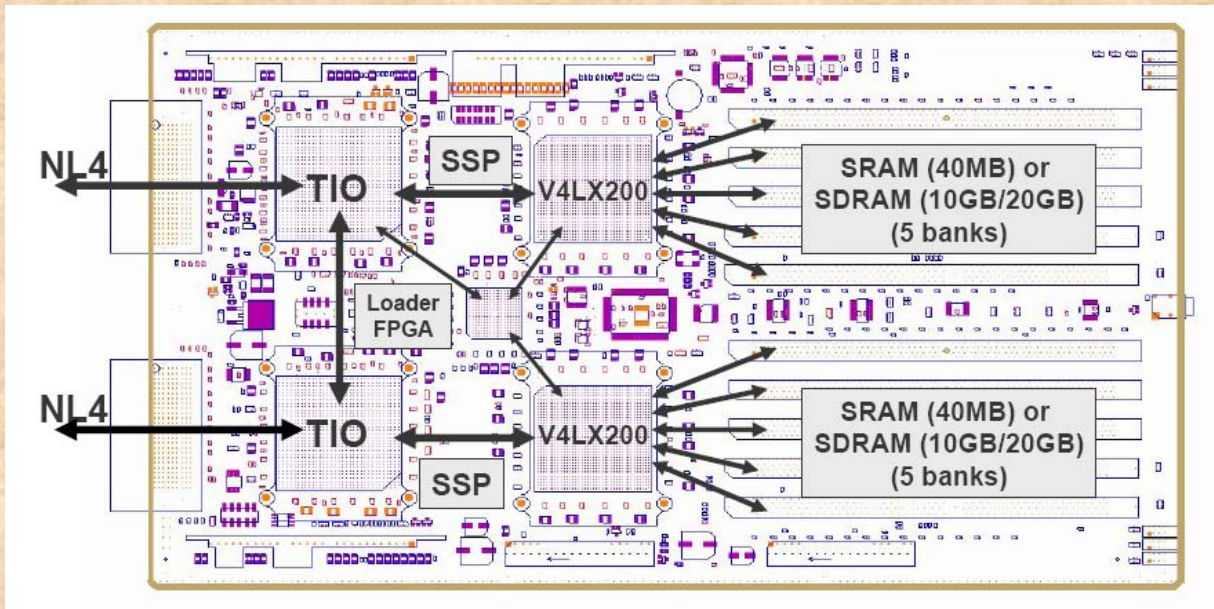 NL4
TIO
SSP
V4LX200
SRAM (40MB) or
SDRAM (10GB/20GB)
(5 banks)
Loader
FPGA
NL4
TIO
SSP
V4LX200
SRAM (40MB) or
SDRAM (10GB/20GB)
(5 banks)